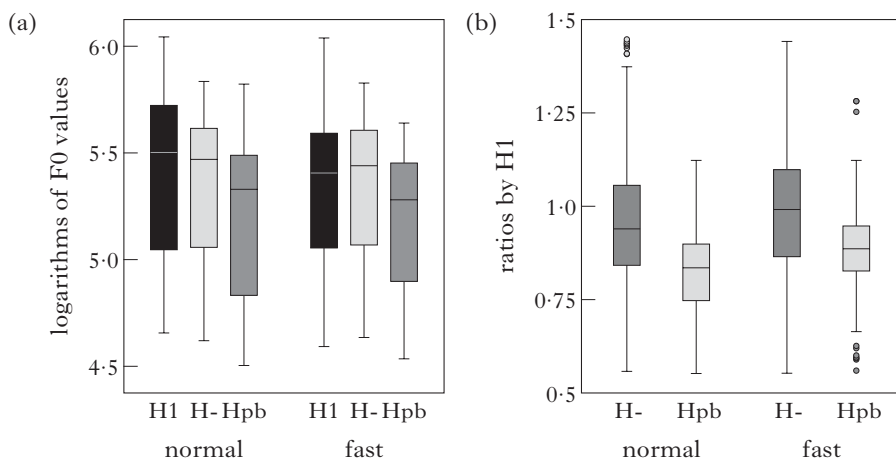 (a)
logarithms of F0 values
6·0
5·5
5·0
4·5
H1 H- Hpb H1 H- Hpb
normal fast
(b)
ratios by H1
1·5
1·25
1·0
0·75
0·5
H- Hpb H- Hpb
normal fast